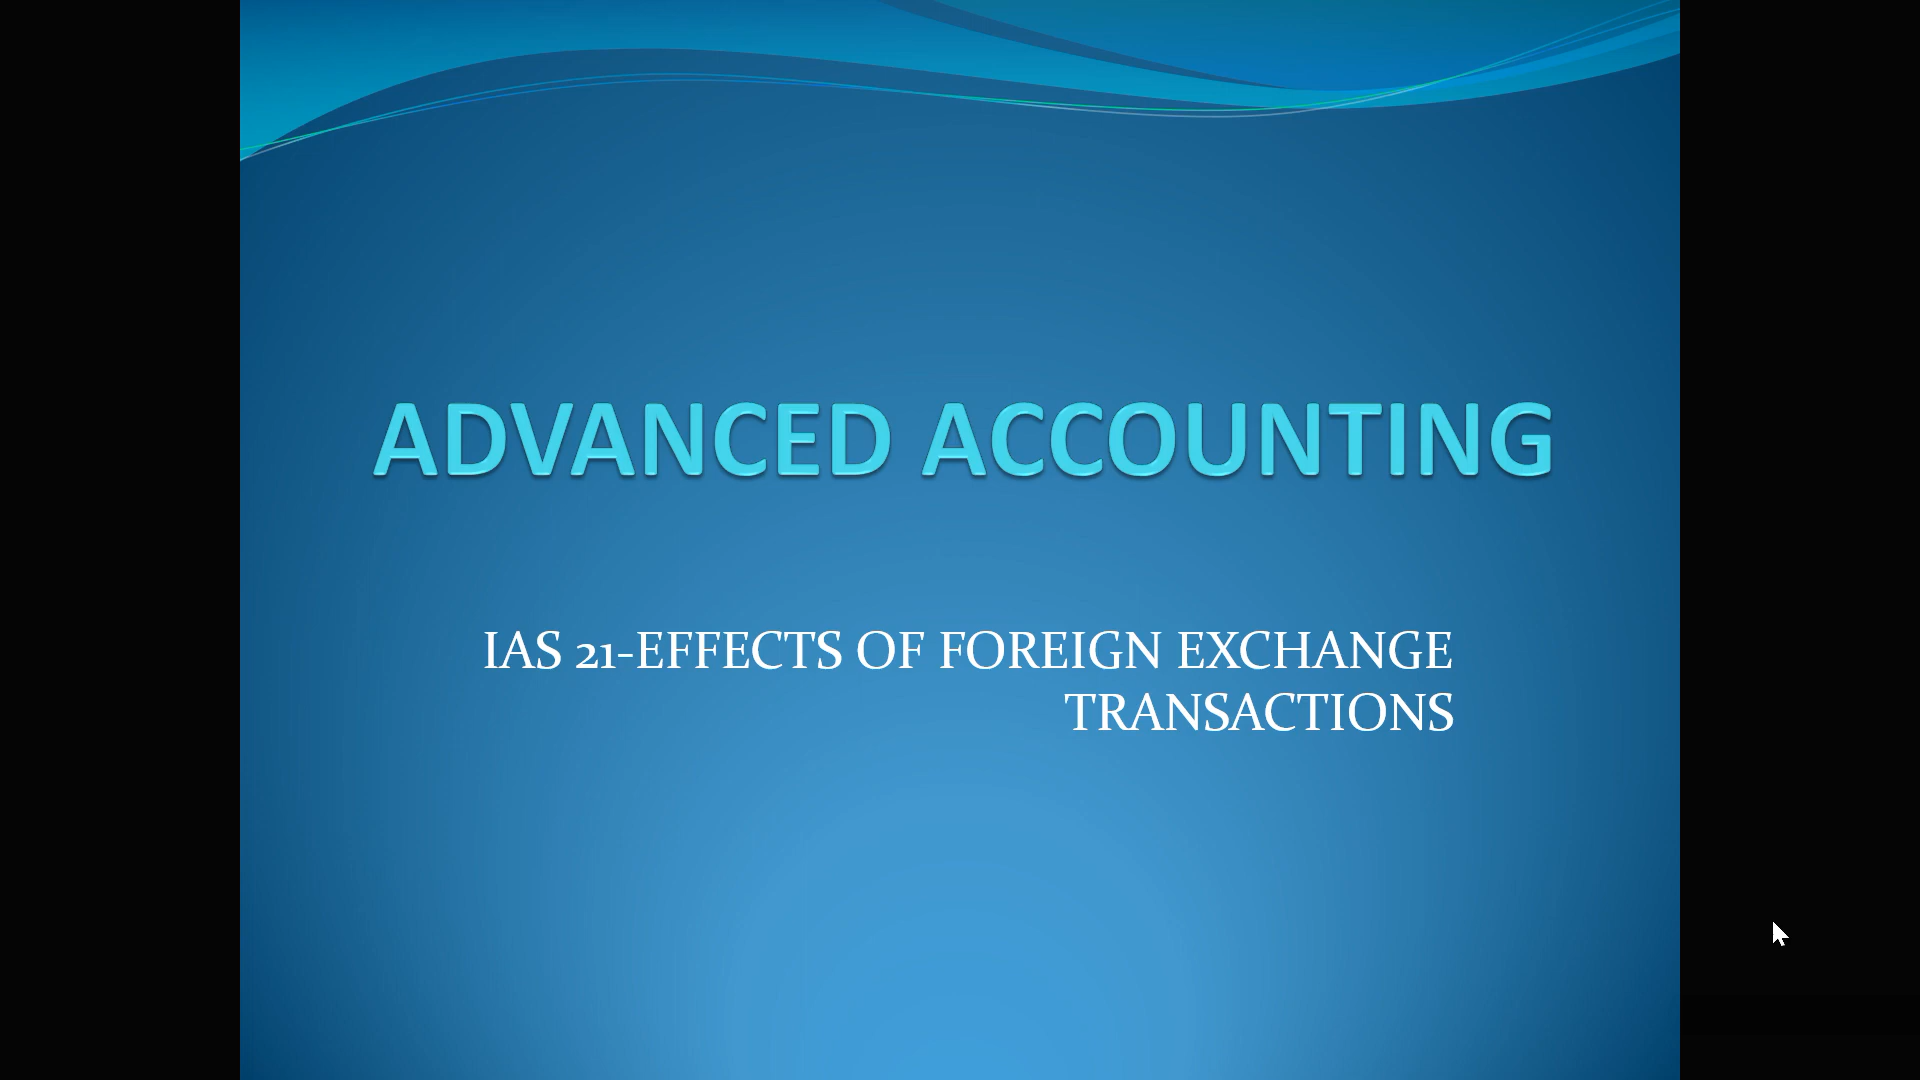 ADVANCED ACCOUNTING
IAS 21-EFFECTS OF FOREIGN EXCHANGE
TRANSACTIONS